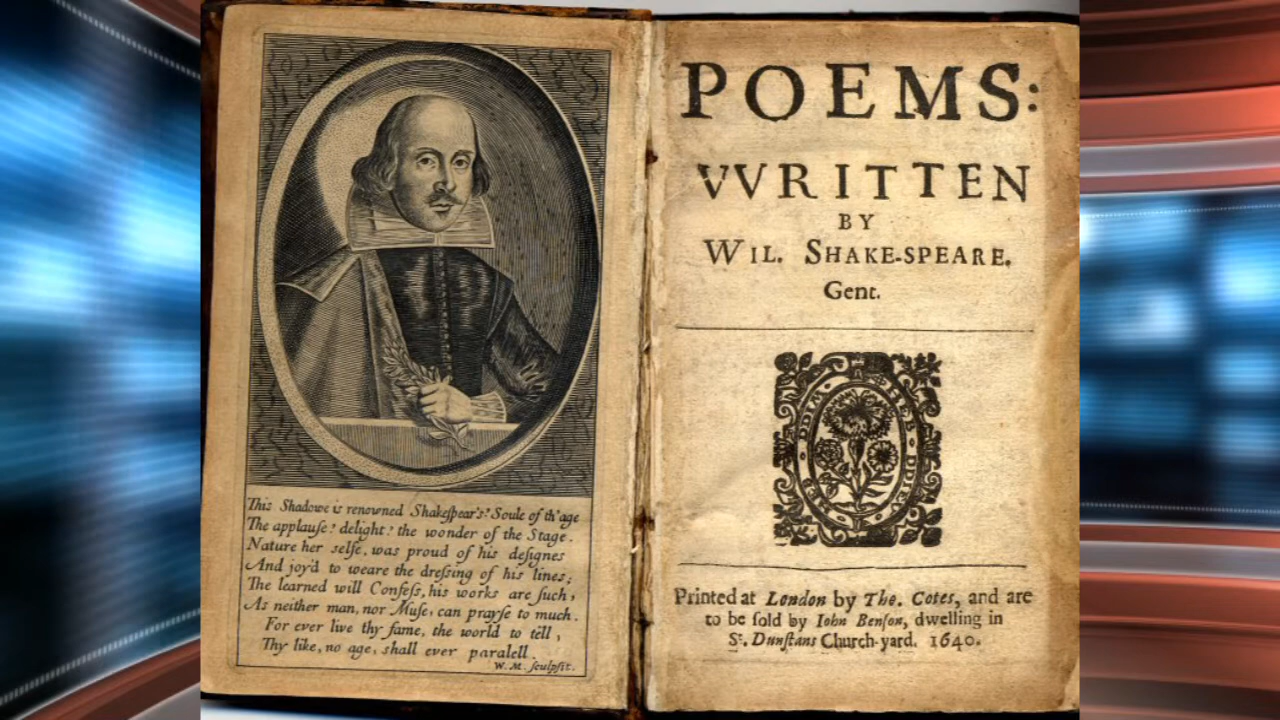 This Shadowe is renowned Shakeſpear's? Soule of th'age
The applauſe? delight? the wonder of the Stage.
Nature her ſelfe, was proud of his deſignes
And joy'd to weare the dreſsing of his lines;
The learned will Confeſs, his works are ſuch,
As neither man, nor Muſe, can prayſe to much.
For ever live thy fame, the world to tell,
Thy like, no age, ſhall ever paralell.
W. M. ſculpſit.
POEMS:
VVRITTEN
BY
WIL. SHAKE-SPEARE.
Gent.
Printed at London by Tho. Cotes, and are
to be ſold by Iohn Benſon, dwelling in
St. Dunſtans Church-yard. 1640.